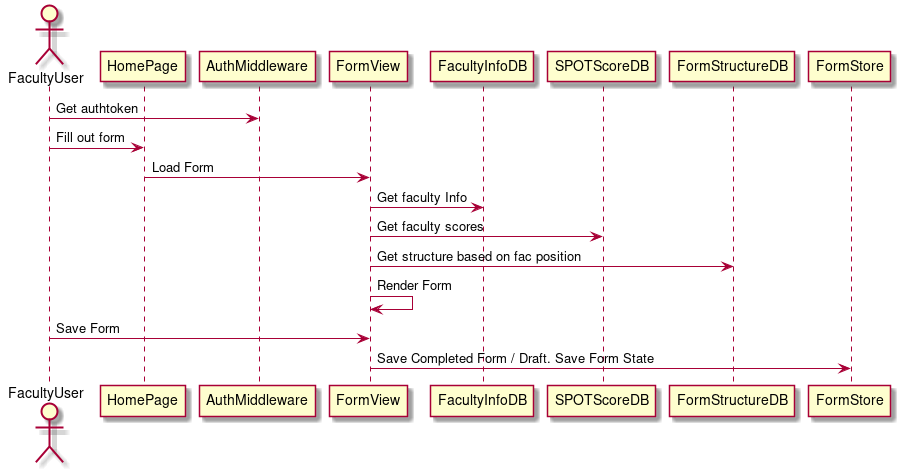 FacultyUser
HomePage
AuthMiddleware
FormView
FacultyInfoDB
SPOTScoreDB
FormStructureDB
FormStore
Get authtoken
Fill out form
Load Form
Get faculty Info
Get faculty scores
Get structure based on fac position
Render Form
Save Form
Save Completed Form / Draft. Save Form State
FacultyUser
HomePage
AuthMiddleware
FormView
FacultyInfoDB
SPOTScoreDB
FormStructureDB
FormStore